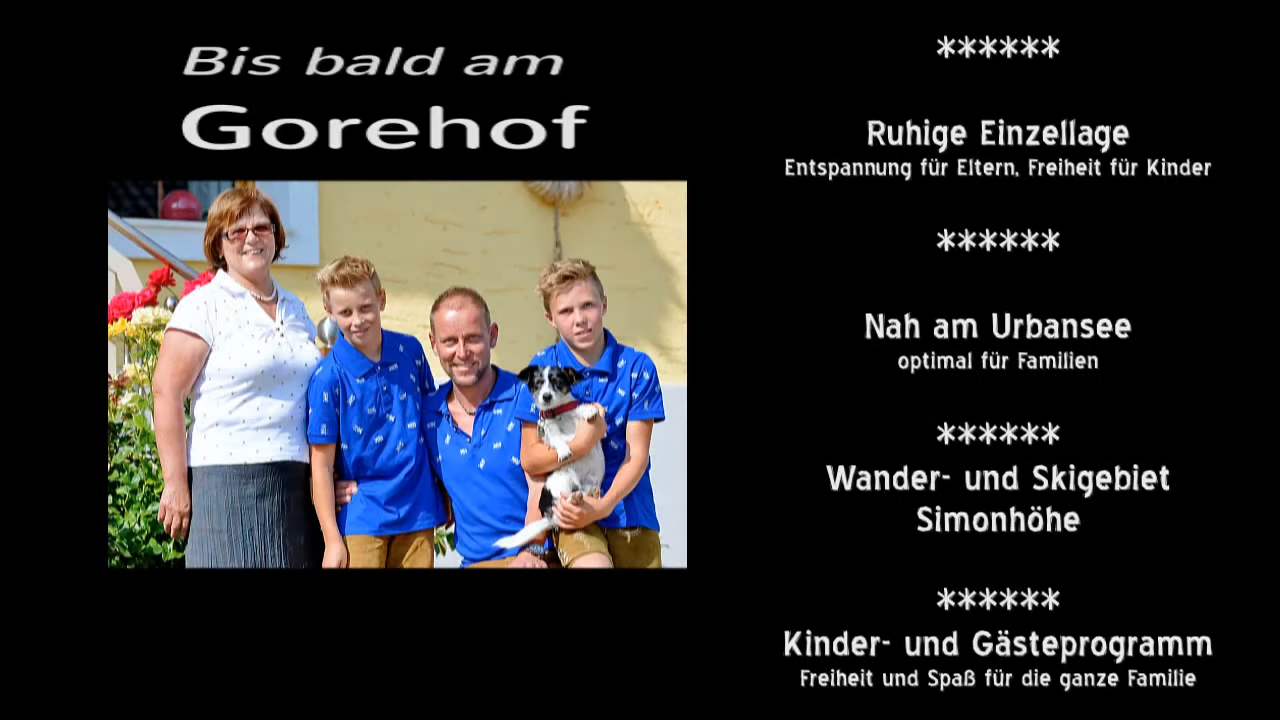 Bis bald am
Gorehof
******
Ruhige Einzellage
Entspannung für Eltern, Freiheit für Kinder
******
Nah am Urbansee
optimal für Familien
******
Wander- und Skigebiet
Simonhöhe
******
Kinder- und Gästeprogramm
Freiheit und Spaß für die ganze Familie